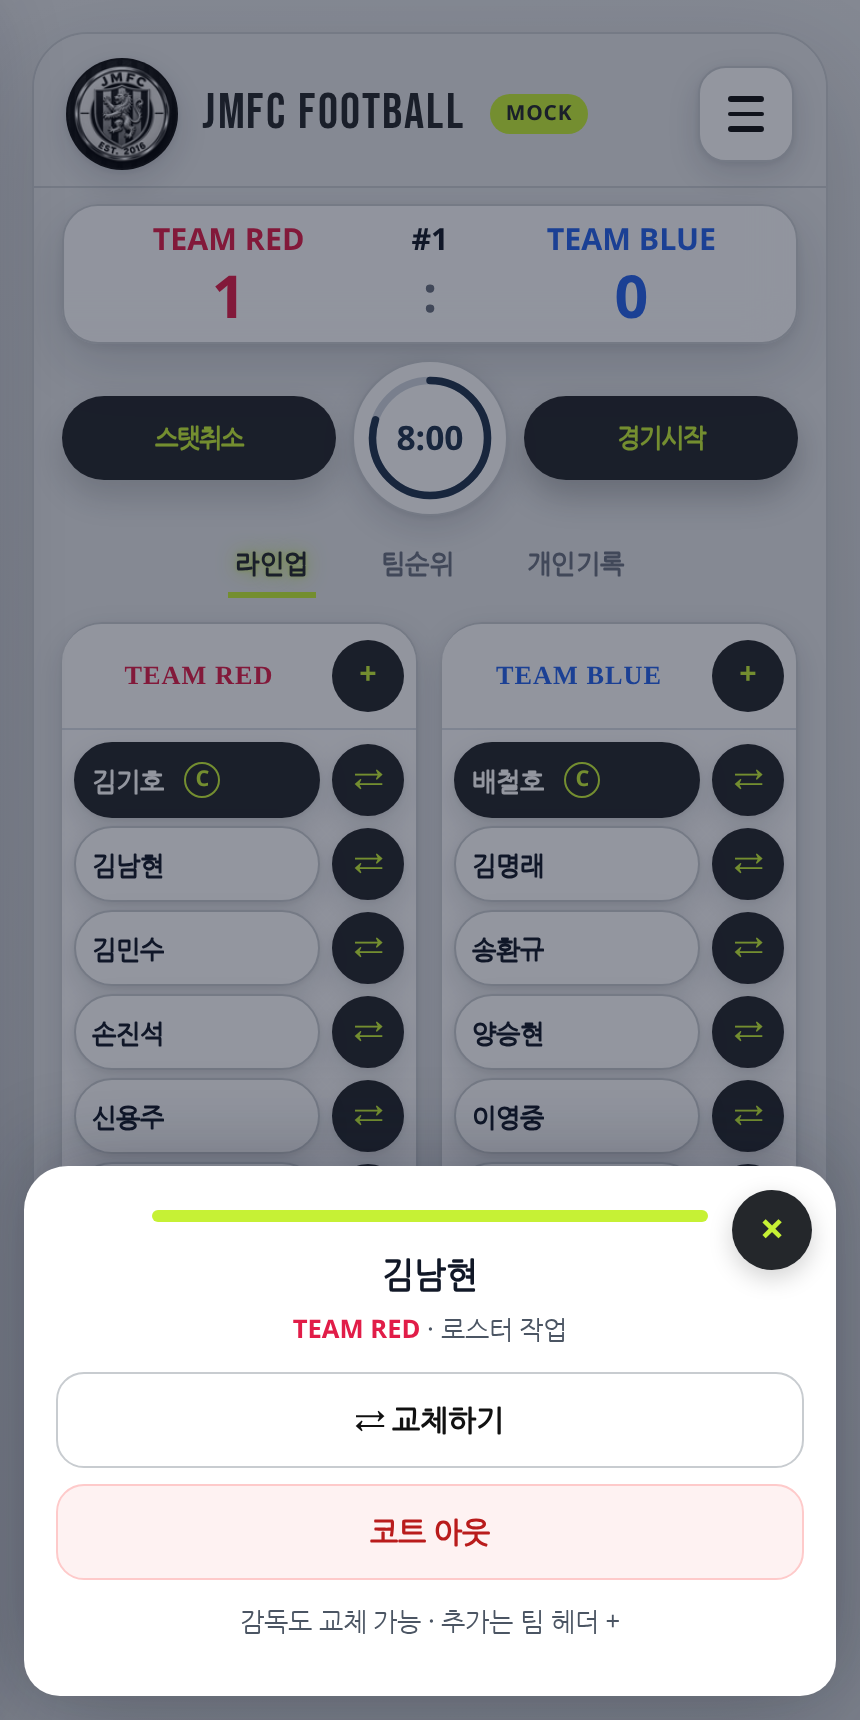 JMFC
EST. 2016
JMFC FOOTBALL
MOCK
TEAM RED
#1
TEAM BLUE
1
:
0
스탯취소
8:00
경기시작
라인업
팀순위
개인기록
TEAM RED
+
TEAM BLUE
+
김기호 C
⇄
배철호 C
⇄
김남현
⇄
김명래
⇄
김민수
⇄
송환규
⇄
손진석
⇄
양승현
⇄
신용주
⇄
이영중
⇄
×
김남현
TEAM RED · 로스터 작업
⇄ 교체하기
코트 아웃
감독도 교체 가능 · 추가는 팀 헤더 +